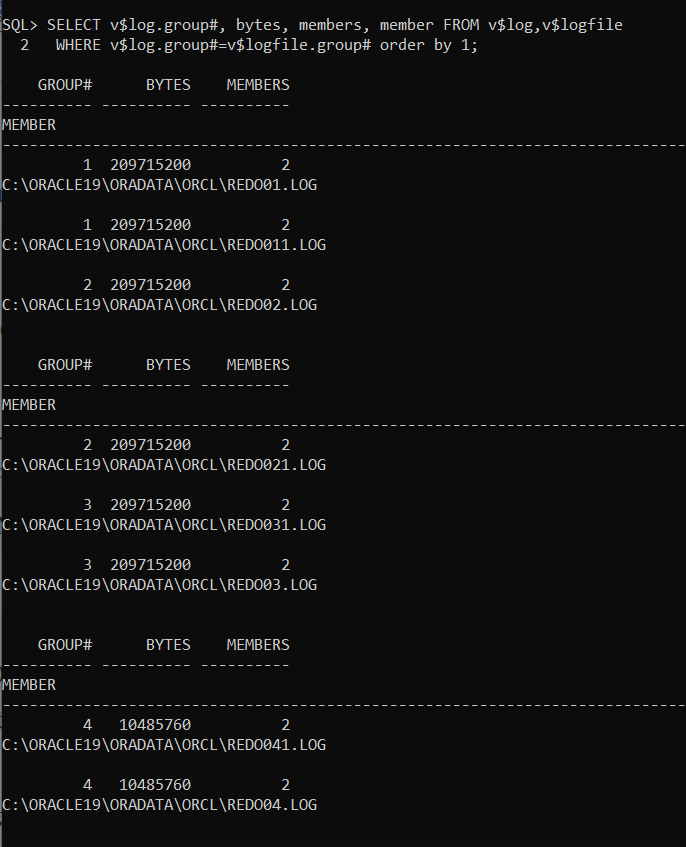 SQL> SELECT v$log.group#, bytes, members, member FROM v$log,v$logfile
  2   WHERE v$log.group#=v$logfile.group# order by 1;
    GROUP#      BYTES    MEMBERS
---------- ---------- ----------
MEMBER
----------------------------------------------------------------------------
         1  209715200          2
C:\ORACLE19\ORADATA\ORCL\REDO01.LOG
         1  209715200          2
C:\ORACLE19\ORADATA\ORCL\REDO011.LOG
         2  209715200          2
C:\ORACLE19\ORADATA\ORCL\REDO02.LOG
    GROUP#      BYTES    MEMBERS
---------- ---------- ----------
MEMBER
----------------------------------------------------------------------------
         2  209715200          2
C:\ORACLE19\ORADATA\ORCL\REDO021.LOG
         3  209715200          2
C:\ORACLE19\ORADATA\ORCL\REDO031.LOG
         3  209715200          2
C:\ORACLE19\ORADATA\ORCL\REDO03.LOG
    GROUP#      BYTES    MEMBERS
---------- ---------- ----------
MEMBER
----------------------------------------------------------------------------
         4   10485760          2
C:\ORACLE19\ORADATA\ORCL\REDO041.LOG
         4   10485760          2
C:\ORACLE19\ORADATA\ORCL\REDO04.LOG